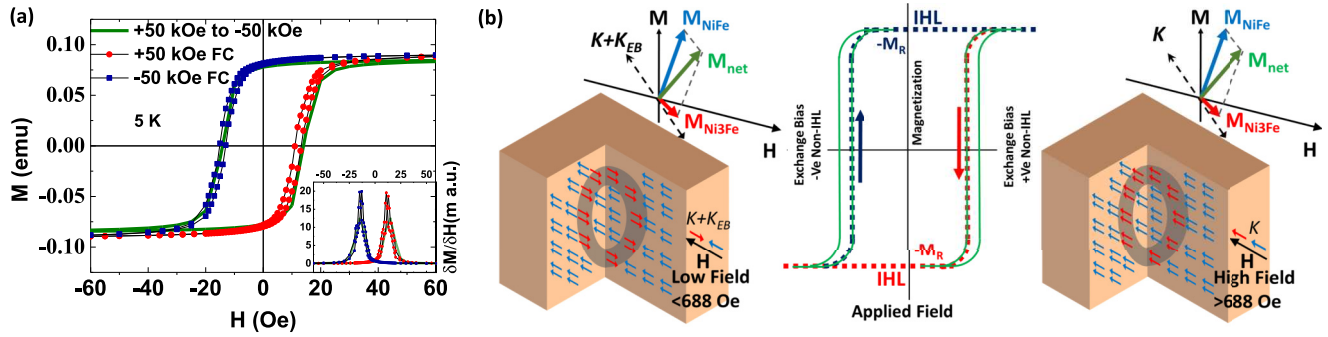 (a)
+50 kOe to -50 kOe
+50 kOe FC
-50 kOe FC
5 K
M (emu)
0.10
0.05
0.00
-0.05
-0.10
-60
-40
-20
0
20
40
60
H (Oe)
-50
0
50
20
15
10
5
0
δM/δH(m a.u.)
(b)
M
M_NiFe
K+K_EB
M_net
M_Ni3Fe
H
K+K_EB
H
Low Field
<688 Oe
IHL
-M_R
Magnetization
Exchange Bias
-Ve Non-IHL
Exchange Bias
+Ve Non-IHL
-M_R
IHL
Applied Field
M
M_NiFe
K
M_net
M_Ni3Fe
H
K
H
High Field
>688 Oe